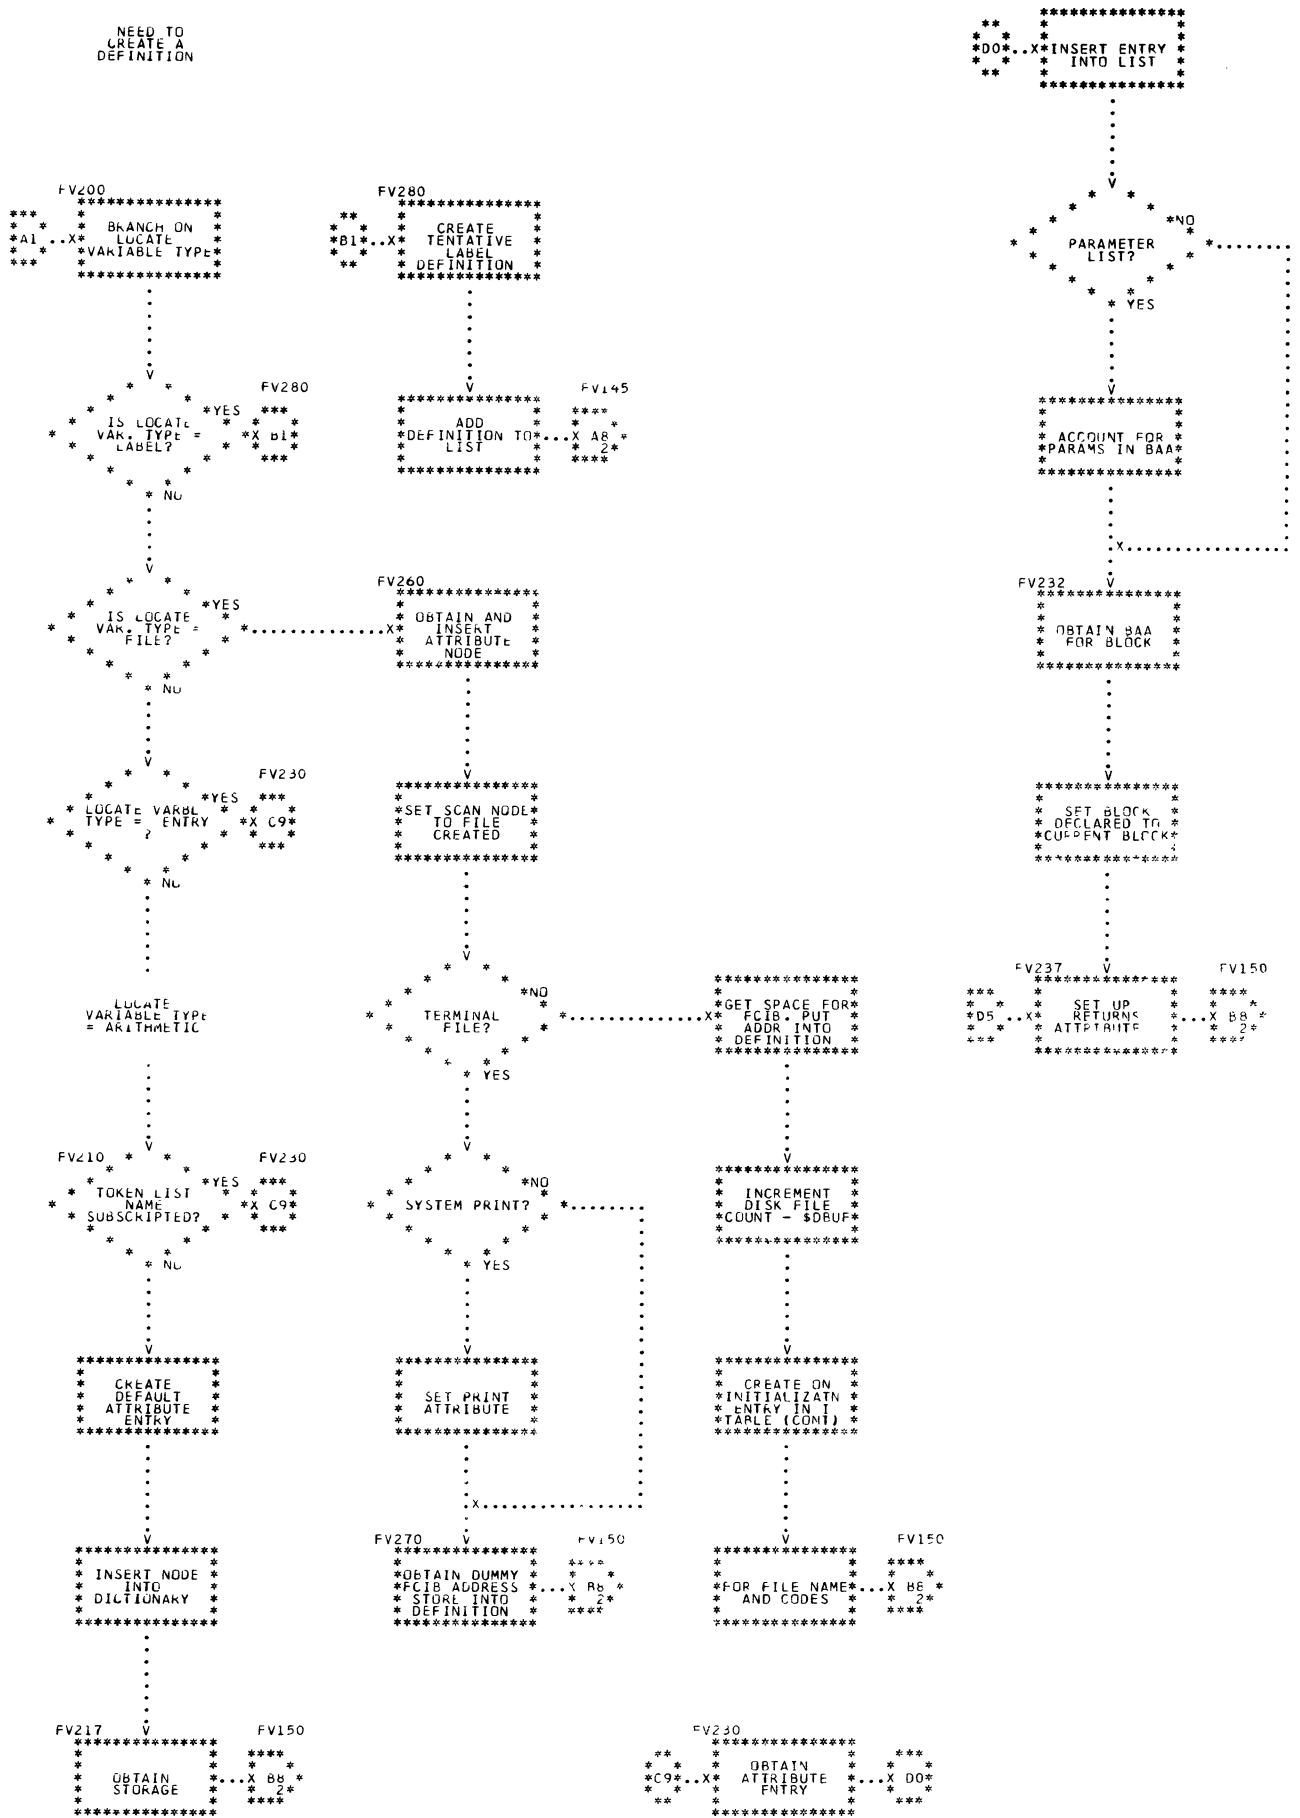 NEED TO
CREATE A
DEFINITION
FV200
A1
BRANCH ON
LOCATE
VARIABLE TYPE
IS LOCATE
VAR. TYPE =
LABEL?
YES
FV280
B1
NO
IS LOCATE
VAR. TYPE =
FILE?
YES
NO
LOCATE VARBL
TYPE = ENTRY
?
YES
FV230
C9
NO
LOCATE
VARIABLE TYPE
= ARITHMETIC
FV210
TOKEN LIST
NAME
SUBSCRIPTED?
YES
FV230
C9
NO
CREATE
DEFAULT
ATTRIBUTE
ENTRY
INSERT NODE
INTO
DICTIONARY
FV217
OBTAIN
STORAGE
FV150
B8
2
FV280
B1
CREATE
TENTATIVE
LABEL
DEFINITION
ADD
DEFINITION TO
LIST
FV145
A8
2
FV260
OBTAIN AND
INSERT
ATTRIBUTE
NODE
SET SCAN NODE
TO FILE
CREATED
TERMINAL
FILE?
NO
YES
SYSTEM PRINT?
NO
YES
SET PRINT
ATTRIBUTE
FV270
OBTAIN DUMMY
FCIB ADDRESS
STORE INTO
DEFINITION
FV150
B8
2
GET SPACE FOR
FCIB. PUT
ADDR INTO
DEFINITION
INCREMENT
DISK FILE
COUNT - $DBUF
CREATE ON
INITIALIZATN
ENTRY IN I
TABLE (CONT)
FOR FILE NAME
AND CODES
FV150
B8
2
FV230
C9
OBTAIN
ATTRIBUTE
ENTRY
D0
D0
INSERT ENTRY
INTO LIST
PARAMETER
LIST?
NO
YES
ACCOUNT FOR
PARAMS IN BAA
FV232
OBTAIN BAA
FOR BLOCK
SET BLOCK
DECLARED TO
CURRENT BLOCK
FV237
D5
SET UP
RETURNS
ATTRIBUTE
FV150
B8
2